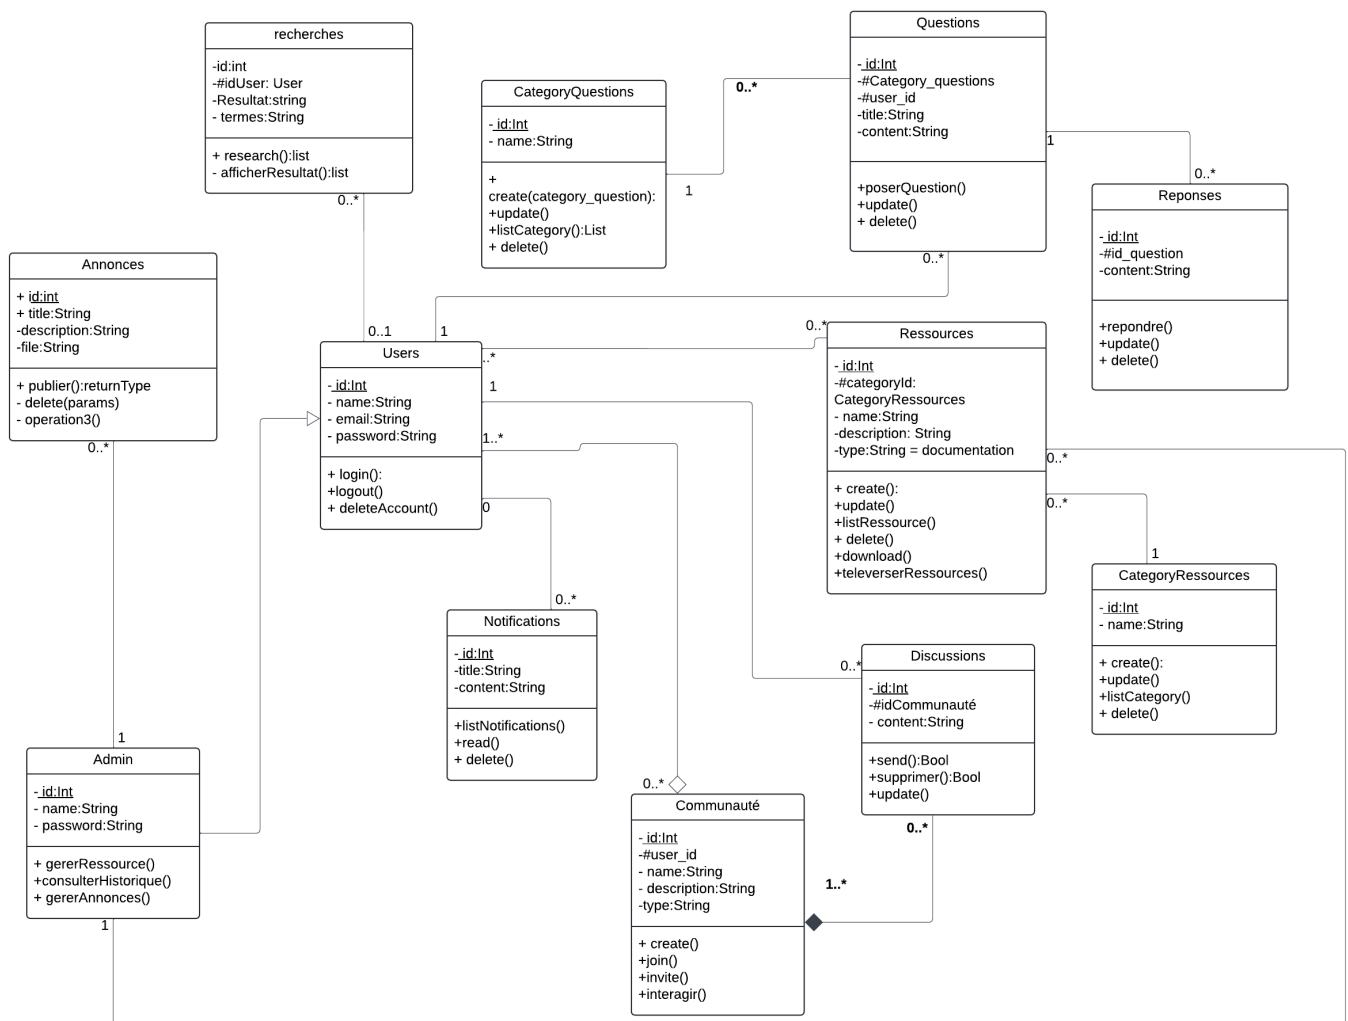 recherches
-id:int
-#idUser: User
-Resultat:string
- termes:String
+ research():list
- afficherResultat():list
0..*
CategoryQuestions
- id:Int
- name:String
+
create(category_question):
+update()
+listCategory():List
+ delete()
1
0..*
Questions
- id:Int
-#Category_questions
-#user_id
-title:String
-content:String
+poserQuestion()
+update()
+ delete()
0..*
1
0..*
Reponses
- id:Int
-#id_question
-content:String
+repondre()
+update()
+ delete()
Annonces
+ id:int
+ title:String
-description:String
-file:String
+ publier():returnType
- delete(params)
- operation3()
0..*
0..1
1
Users
- id:Int
- name:String
- email:String
- password:String
+ login():
+logout()
+ deleteAccount()
..*
1
1..*
0
0..*
Ressources
- id:Int
-#categoryId:
CategoryRessources
- name:String
-description: String
-type:String = documentation
+ create():
+update()
+listRessource()
+ delete()
+download()
+televerserRessources()
0..*
0..*
1
CategoryRessources
- id:Int
- name:String
+ create():
+update()
+listCategory()
+ delete()
0..*
Notifications
- id:Int
-title:String
-content:String
+listNotifications()
+read()
+ delete()
0..*
Discussions
- id:Int
-#idCommunauté
- content:String
+send():Bool
+supprimer():Bool
+update()
0..*
1..*
1
Admin
- id:Int
- name:String
- password:String
+ gererRessource()
+consulterHistorique()
+ gererAnnonces()
1
0..*
Communauté
- id:Int
-#user_id
- name:String
- description:String
-type:String
+ create()
+join()
+invite()
+interagir()